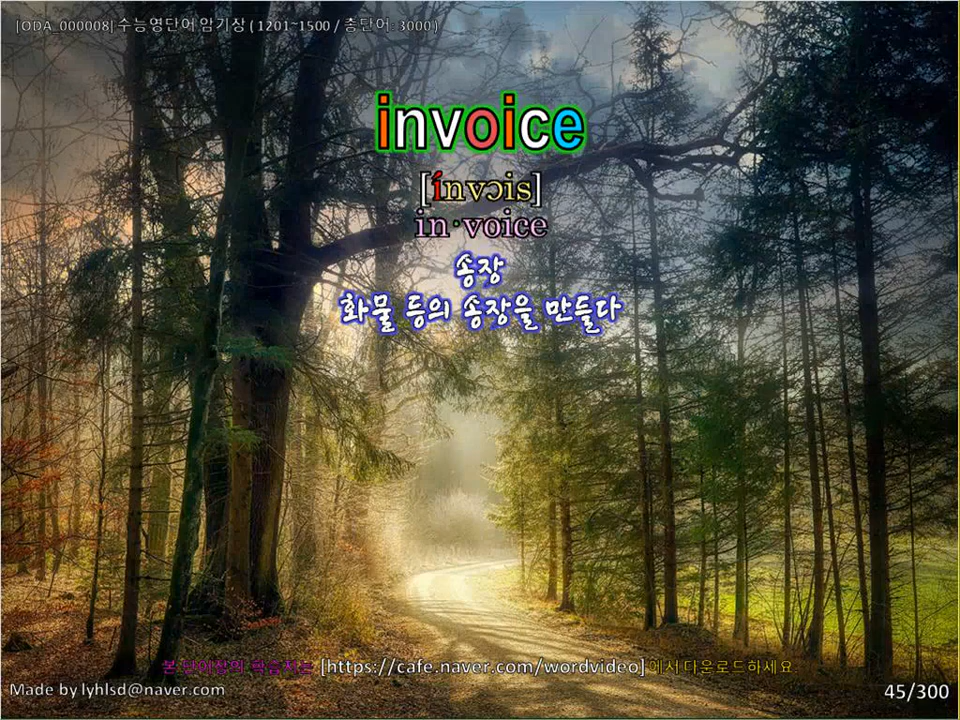 [ODA_000008] 수능영단어 암기상 ( 1201~1500 / 총단어: 3000 )
invoice
[ínvɔis]
in·voice
송장
화물 등의 송장을 만들다
본 단어장의 학습자는 [https://cafe.naver.com/wordvideo] 에서 다운로드하세요.
Made by lyhlsd@naver.com
45/300